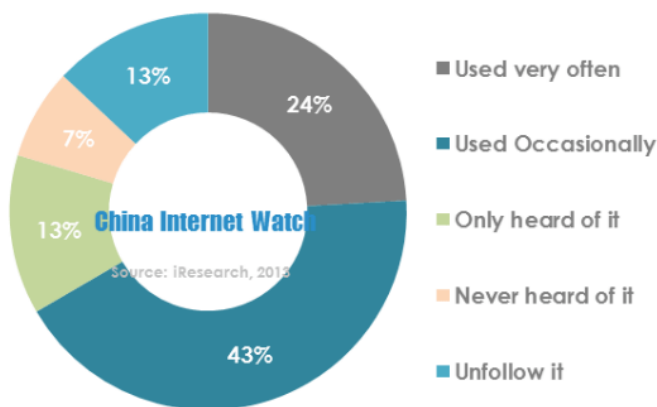 13%
24%
Used very often
7%
Used Occasionally
13%
China Internet Watch
Only heard of it
Source: iResearch, 2013
Never heard of it
43%
Unfollow it